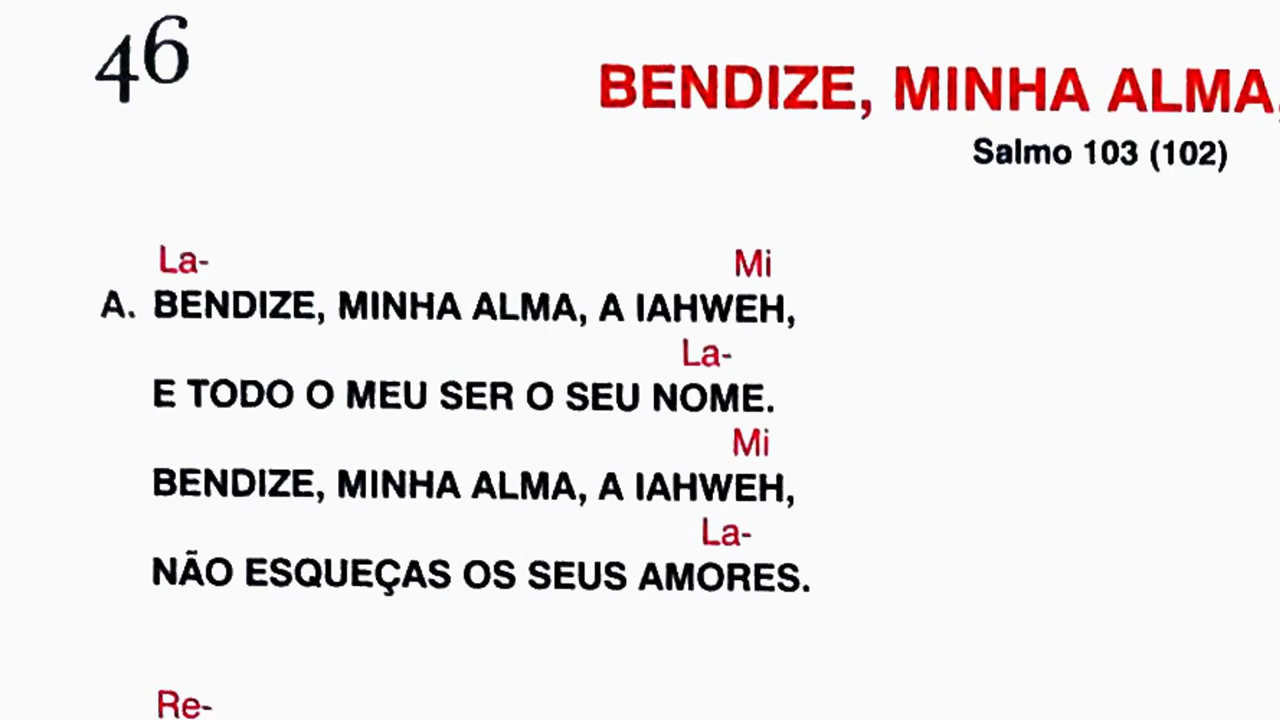 46
BENDIZE, MINHA ALMA,
Salmo 103 (102)
La- Mi
A. BENDIZE, MINHA ALMA, A IAHWEH,
La-
E TODO O MEU SER O SEU NOME.
Mi
BENDIZE, MINHA ALMA, A IAHWEH,
La-
NÃO ESQUEÇAS OS SEUS AMORES.
Re-